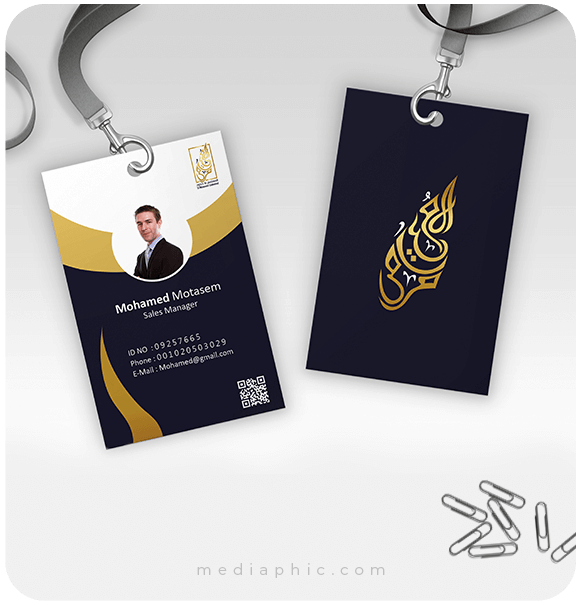 Mohamed Motasem
Sales Manager
ID NO : 09257665
Phone : 001020503029
E-Mail : Mohamed@gmail.com
mediaphic.com